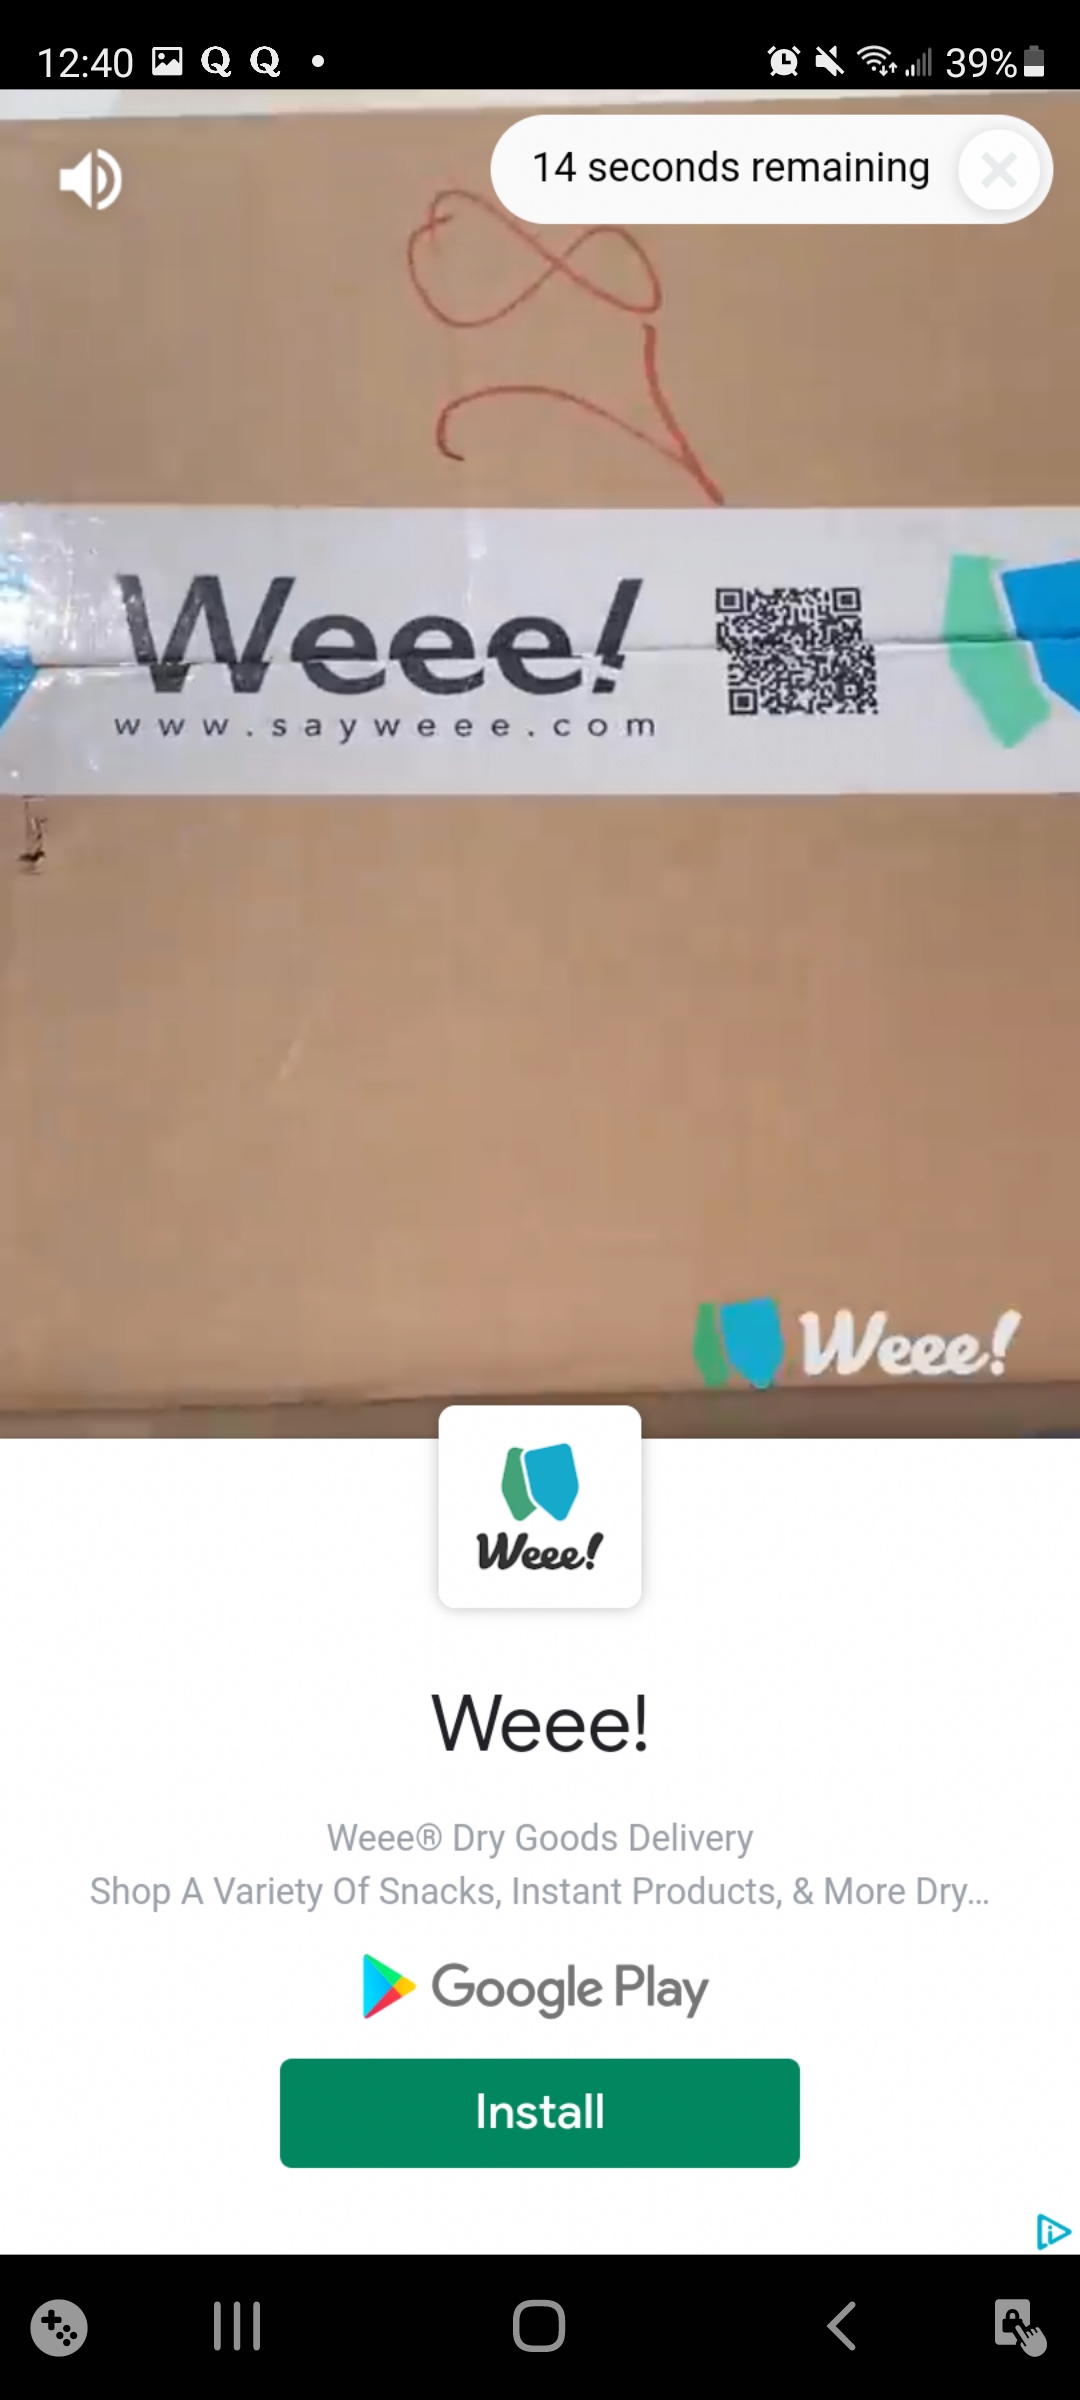 12:40
39%
14 seconds remaining
Weee!
www.sayweee.com
Weee!
Weee!
Weee!
Weee® Dry Goods Delivery
Shop A Variety Of Snacks, Instant Products, & More Dry...
Google Play
Install